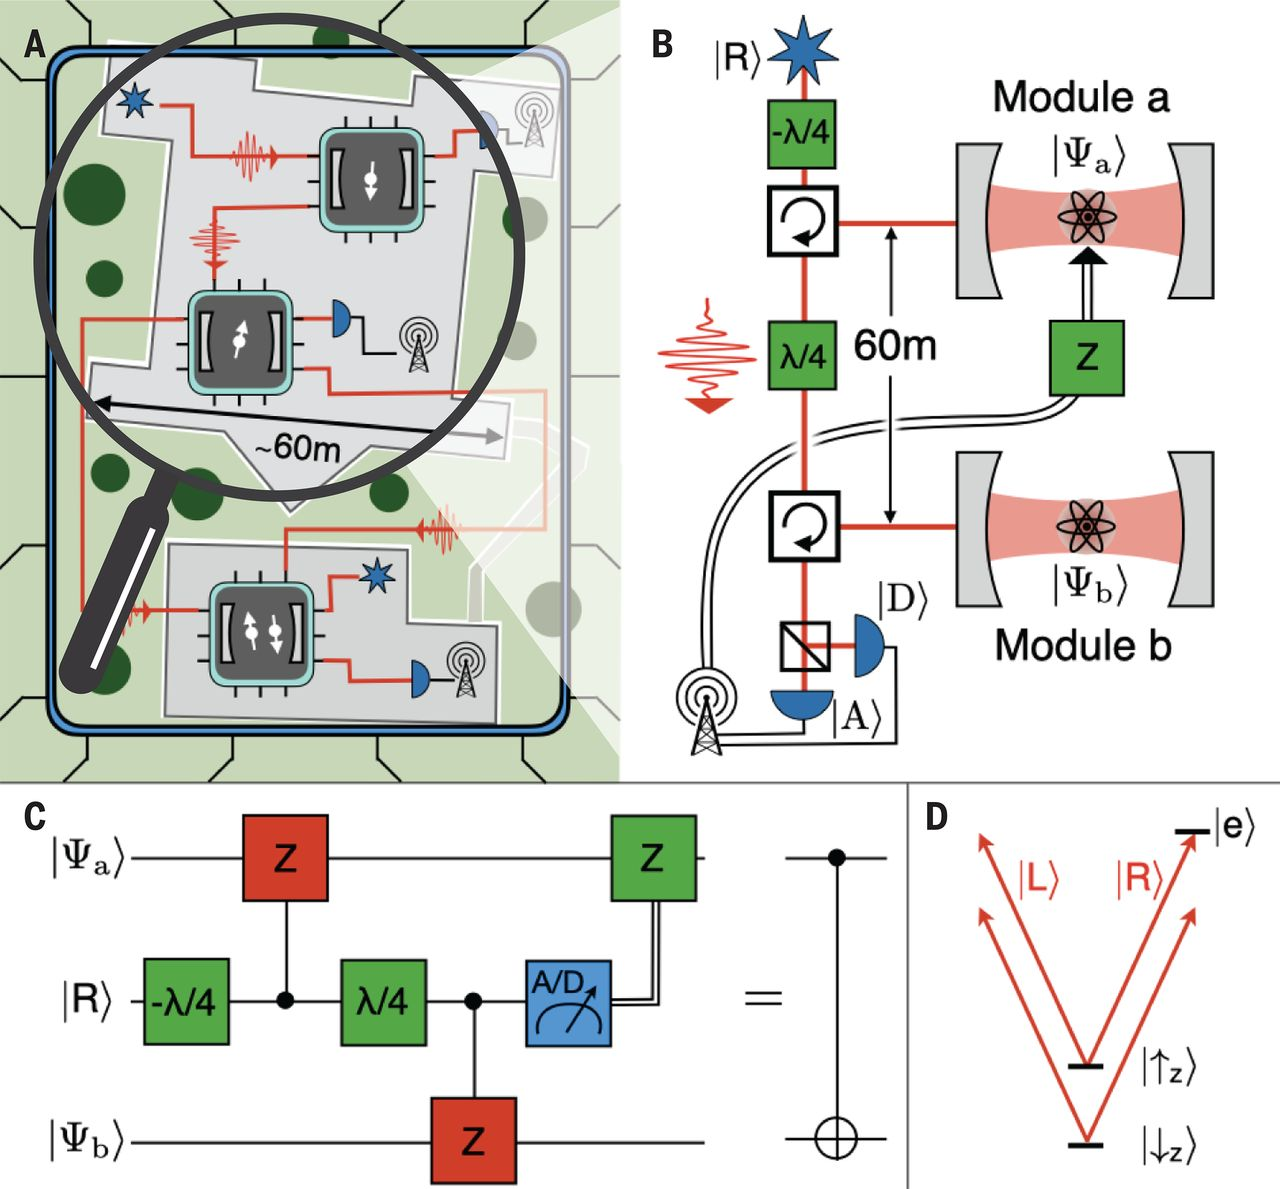 A
~60m
B
|R⟩
-λ/4
Module a
|Ψa⟩
λ/4
60m
Z
|Ψb⟩
|D⟩
Module b
|A⟩
C
|Ψa⟩ Z Z
|R⟩ -λ/4 λ/4 A/D =
|Ψb⟩ Z
D
|e⟩
|L⟩ |R⟩
|↑z⟩
|↓z⟩